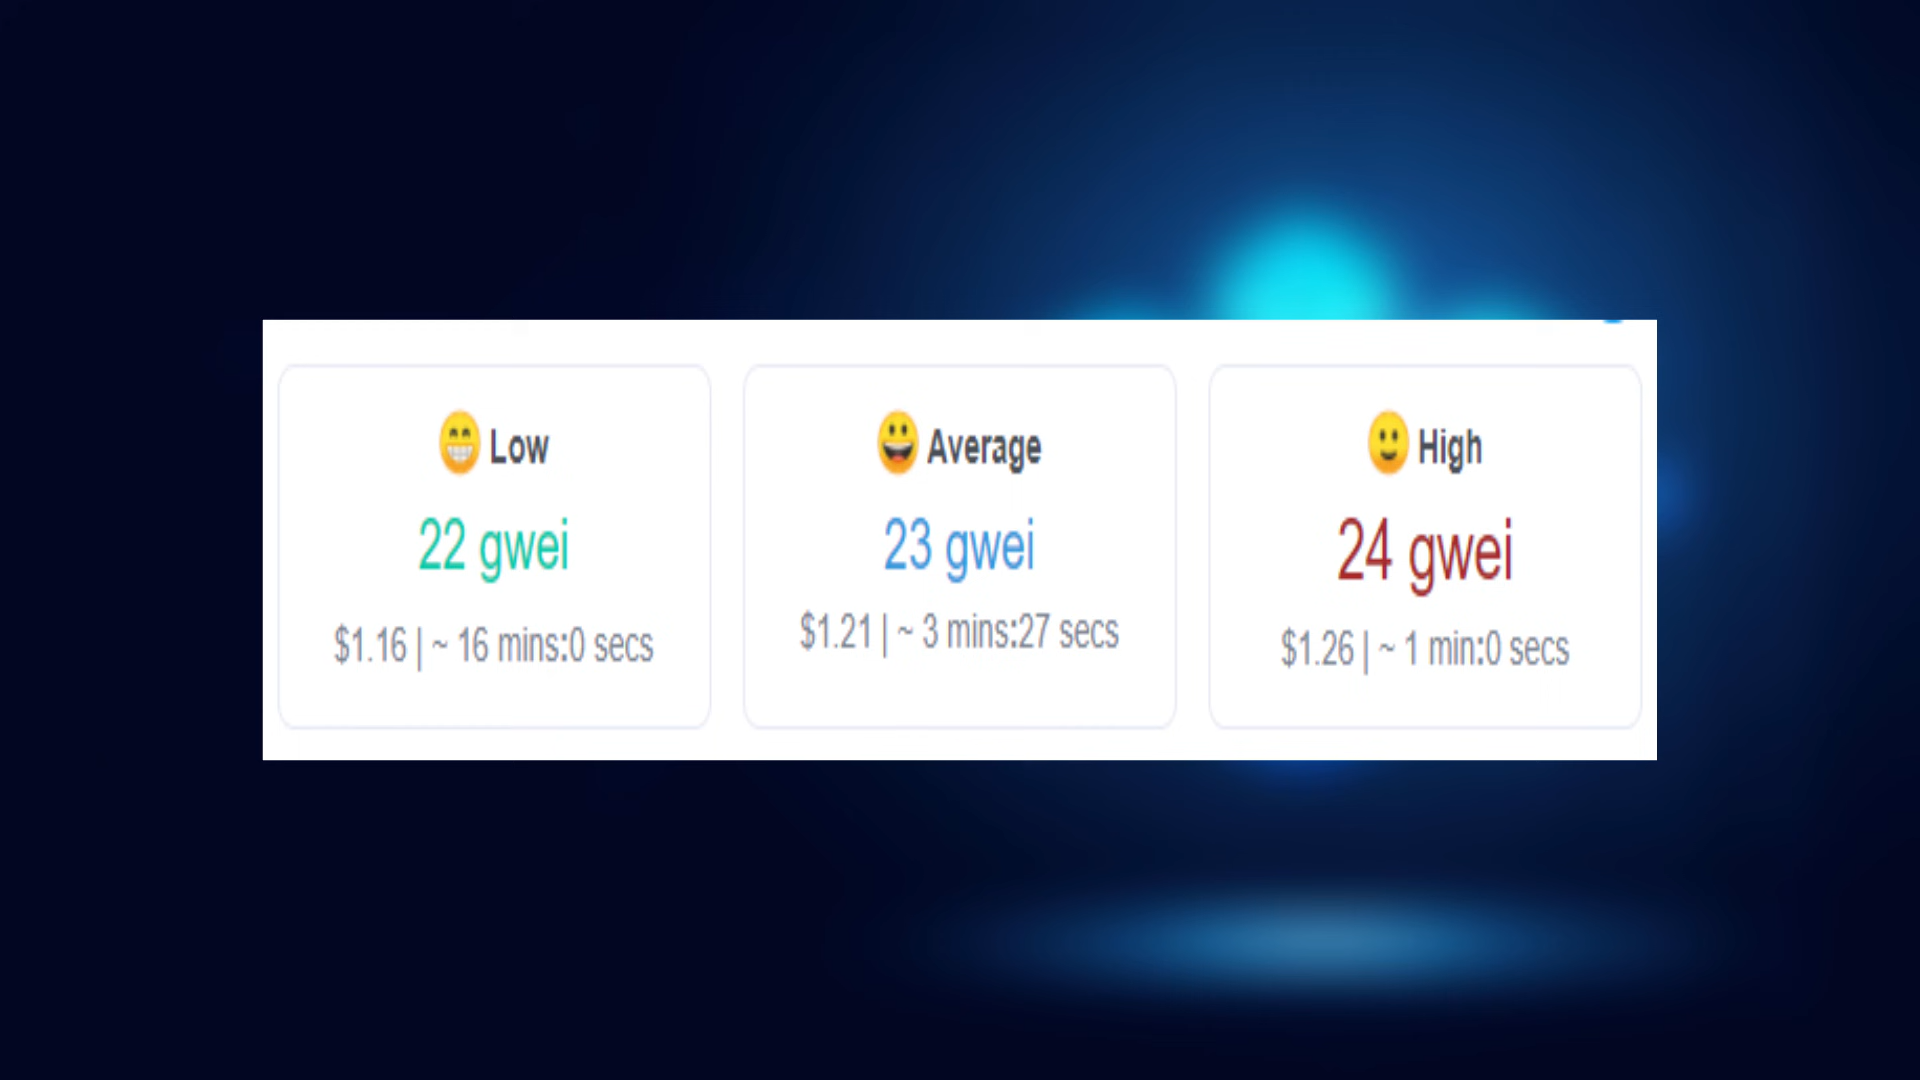 😁 Low
22 gwei
$1.16 | ~ 16 mins:0 secs
😀 Average
23 gwei
$1.21 | ~ 3 mins:27 secs
🙂 High
24 gwei
$1.26 | ~ 1 min:0 secs